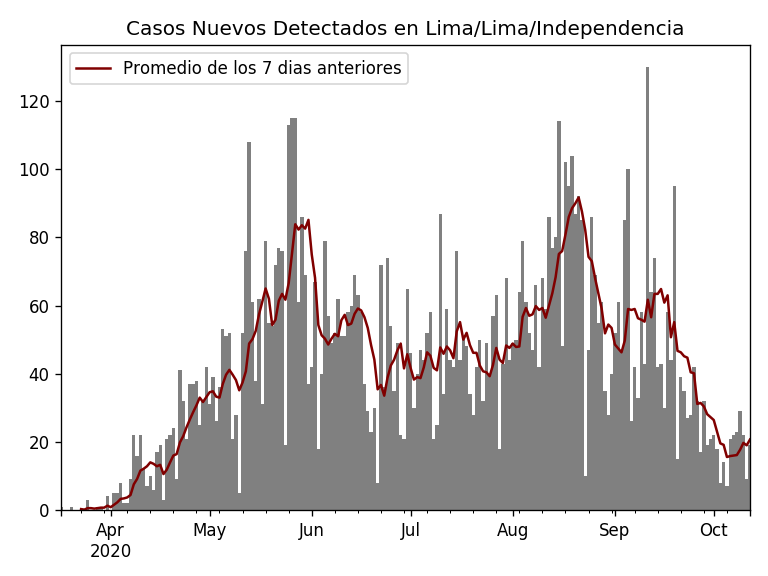 Casos Nuevos Detectados en Lima/Lima/Independencia
Promedio de los 7 dias anteriores
120
100
80
60
40
20
0
Apr May Jun Jul Aug Sep Oct
2020